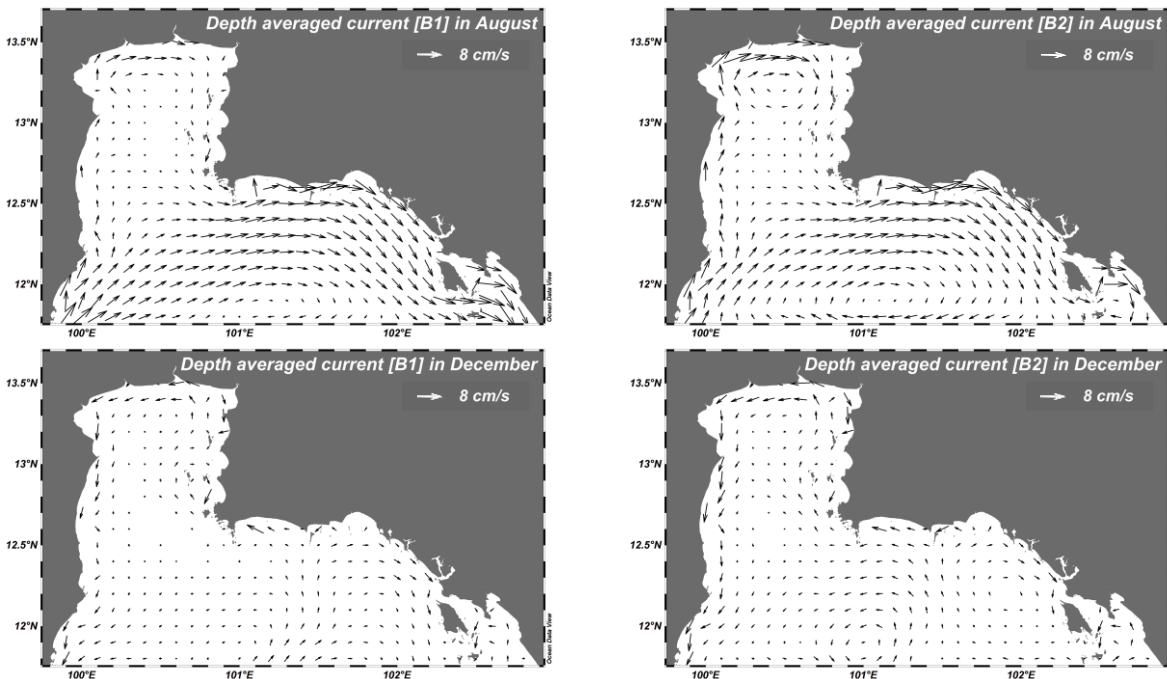 Depth averaged current [B1] in August
8 cm/s
13.5°N
13°N
12.5°N
12°N
100°E 101°E 102°E
Ocean Data View
Depth averaged current [B2] in August
8 cm/s
13.5°N
13°N
12.5°N
12°N
100°E 101°E 102°E
Depth averaged current [B1] in December
8 cm/s
13.5°N
13°N
12.5°N
12°N
100°E 101°E 102°E
Ocean Data View
Depth averaged current [B2] in December
8 cm/s
13.5°N
13°N
12.5°N
12°N
100°E 101°E 102°E